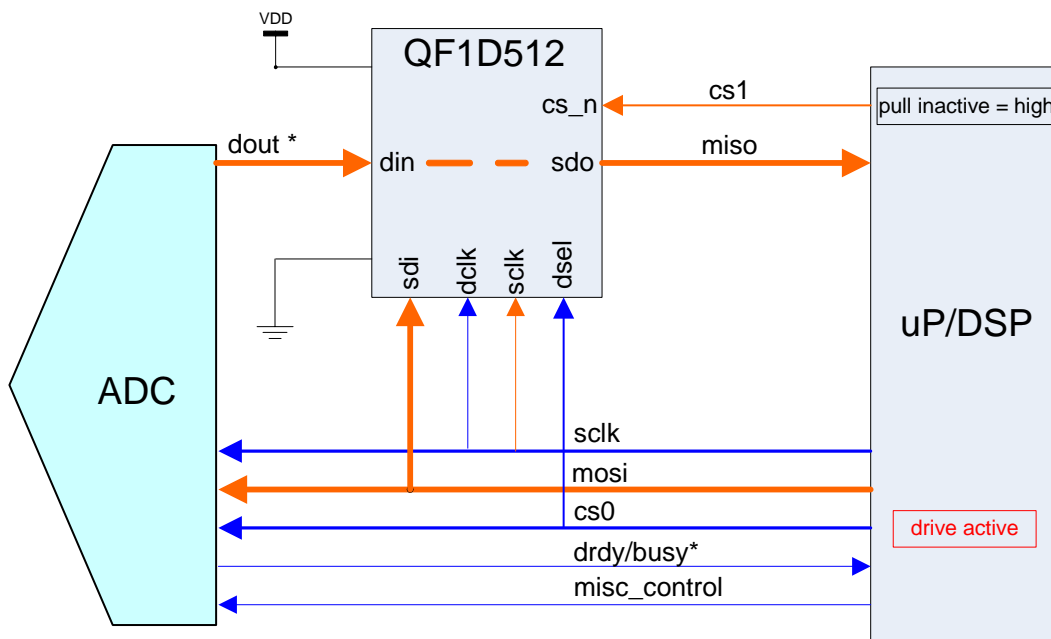 VDD
QF1D512
cs_n
cs1
pull inactive = high
dout *
din
sdo
miso
sdi
dclk
sclk
dsel
uP/DSP
ADC
sclk
mosi
cs0
drive active
drdy/busy*
misc_control